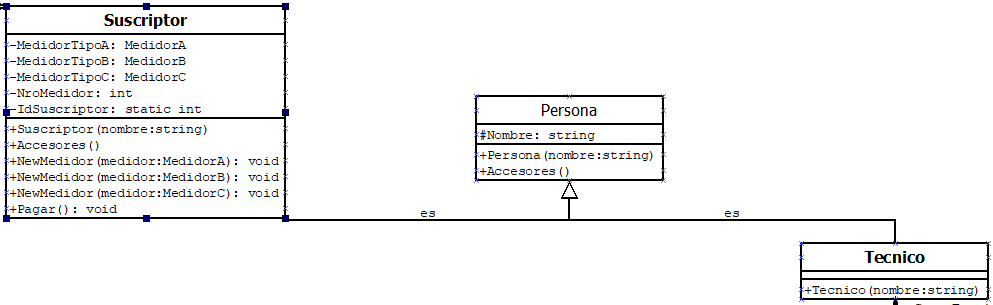 Suscriptor
-MedidorTipoA: MedidorA
-MedidorTipoB: MedidorB
-MedidorTipoC: MedidorC
-NroMedidor: int
-IdSuscriptor: static int
+Suscriptor(nombre:string)
+Accesores()
+NewMedidor(medidor:MedidorA): void
+NewMedidor(medidor:MedidorB): void
+NewMedidor(medidor:MedidorC): void
+Pagar(): void
Persona
#Nombre: string
+Persona(nombre:string)
+Accesores()
es
es
Tecnico
+Tecnico(nombre:string)